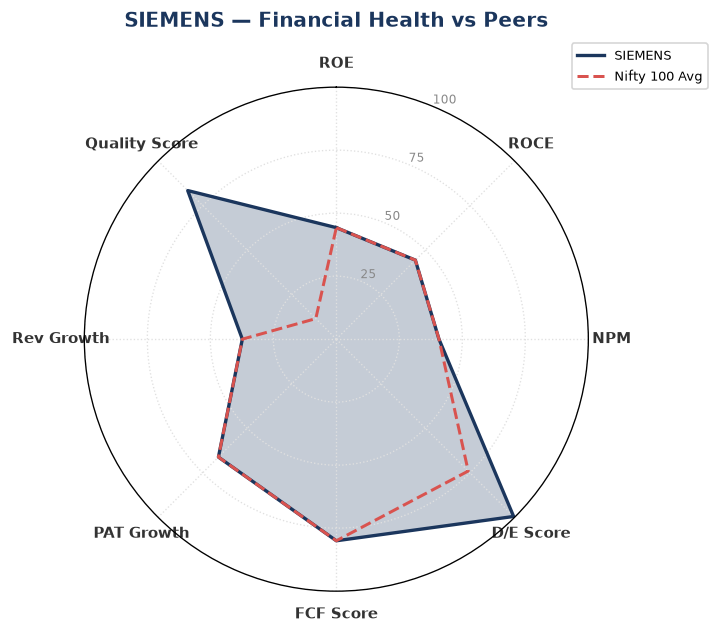 SIEMENS — Financial Health vs Peers
SIEMENS
Nifty 100 Avg
ROE
ROCE
NPM
D/E Score
FCF Score
PAT Growth
Rev Growth
Quality Score
100
75
50
25